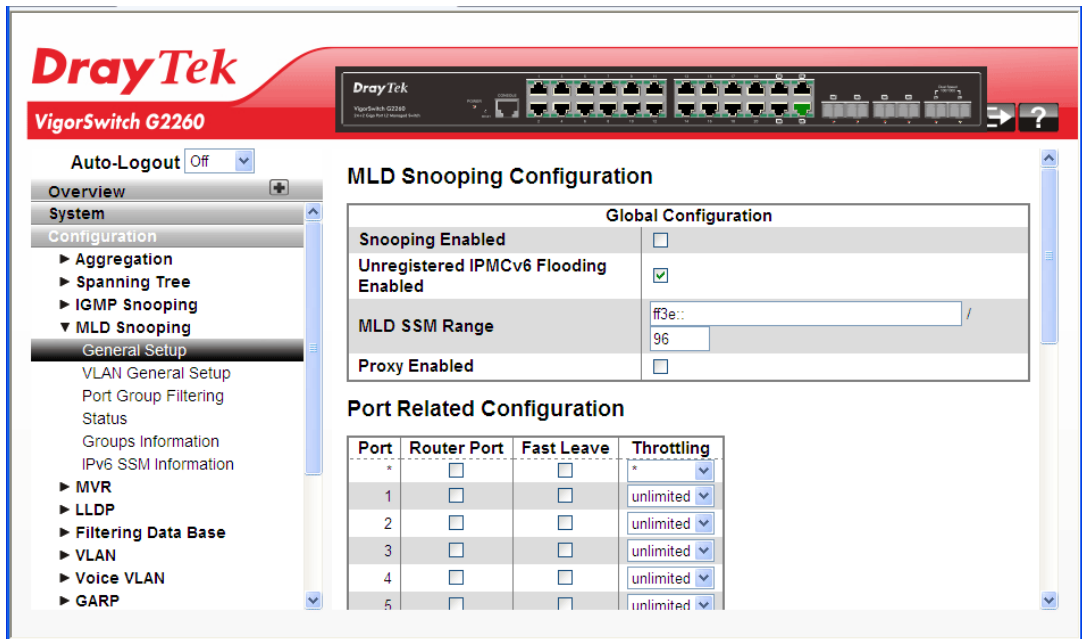 DrayTek
VigorSwitch G2260
DrayTek
VigorSwitch G2260
CONSOLE
Auto-Logout Off
Overview
System
Configuration
► Aggregation
► Spanning Tree
► IGMP Snooping
▼ MLD Snooping
General Setup
VLAN General Setup
Port Group Filtering
Status
Groups Information
IPv6 SSM Information
► MVR
► LLDP
► Filtering Data Base
► VLAN
► Voice VLAN
► GARP
MLD Snooping Configuration
Global Configuration
Snooping Enabled
Unregistered IPMCv6 Flooding
Enabled
MLD SSM Range ff3e:: /
96
Proxy Enabled
Port Related Configuration
Port Router Port Fast Leave Throttling
* *
1 unlimited
2 unlimited
3 unlimited
4 unlimited
5 unlimited